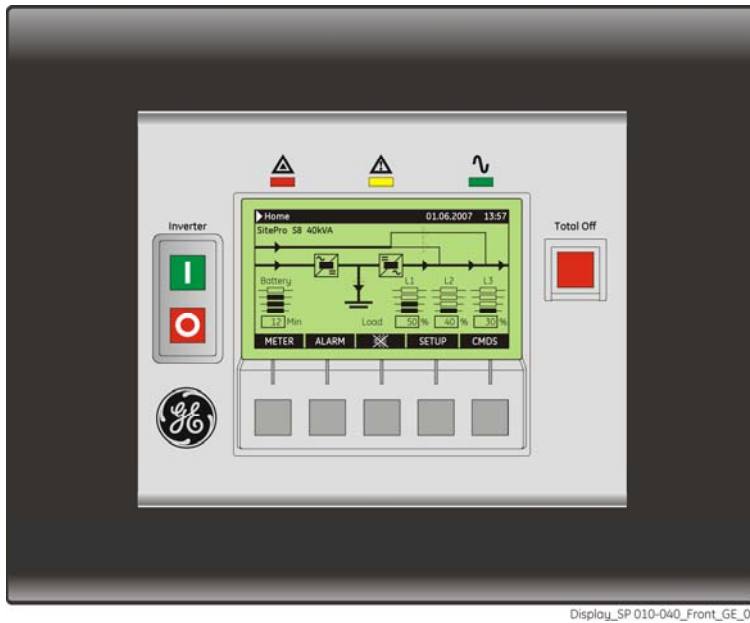 Inverter
Total Off
I
O
Home 01.06.2007 13:57
SitePro S8 40kVA
Battery L1 L2 L3
12 Min Load 50 % 40 % 30 %
METER ALARM SETUP CMDS
GE
Display_SP 010-040_Front_GE_0